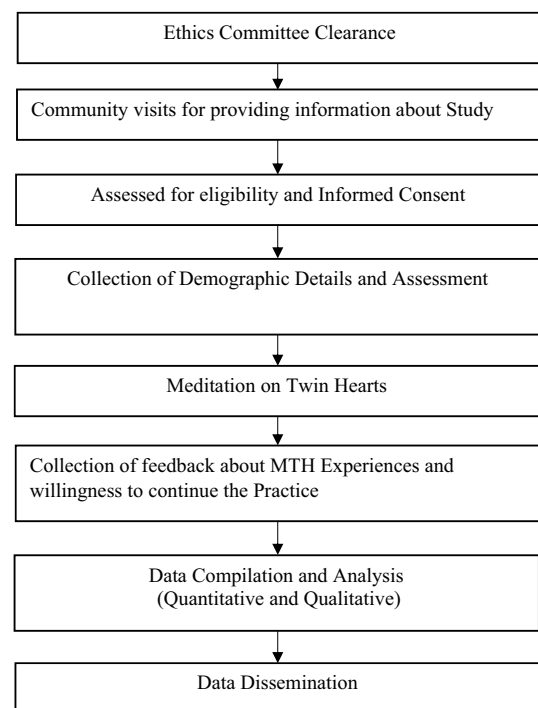 Ethics Committee Clearance
Community visits for providing information about Study
Assessed for eligibility and Informed Consent
Collection of Demographic Details and Assessment
Meditation on Twin Hearts
Collection of feedback about MTH Experiences and
willingness to continue the Practice
Data Compilation and Analysis
(Quantitative and Qualitative)
Data Dissemination